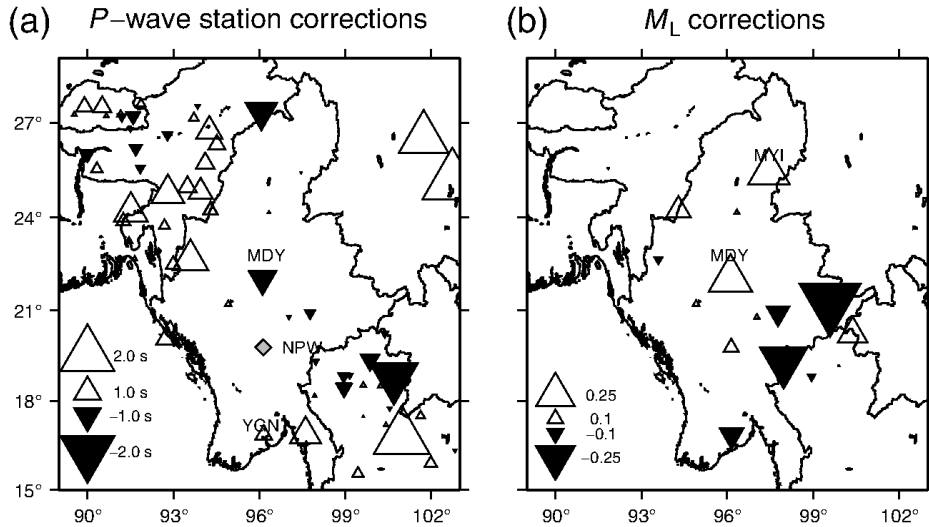 (a) P−wave station corrections
27°
24°
21°
18°
15°
90° 93° 96° 99° 102°
MDY
NPW
YGN
2.0 s
1.0 s
−1.0 s
−2.0 s
(b) ML corrections
MYI
MDY
0.25
0.1
−0.1
−0.25
90° 93° 96° 99° 102°